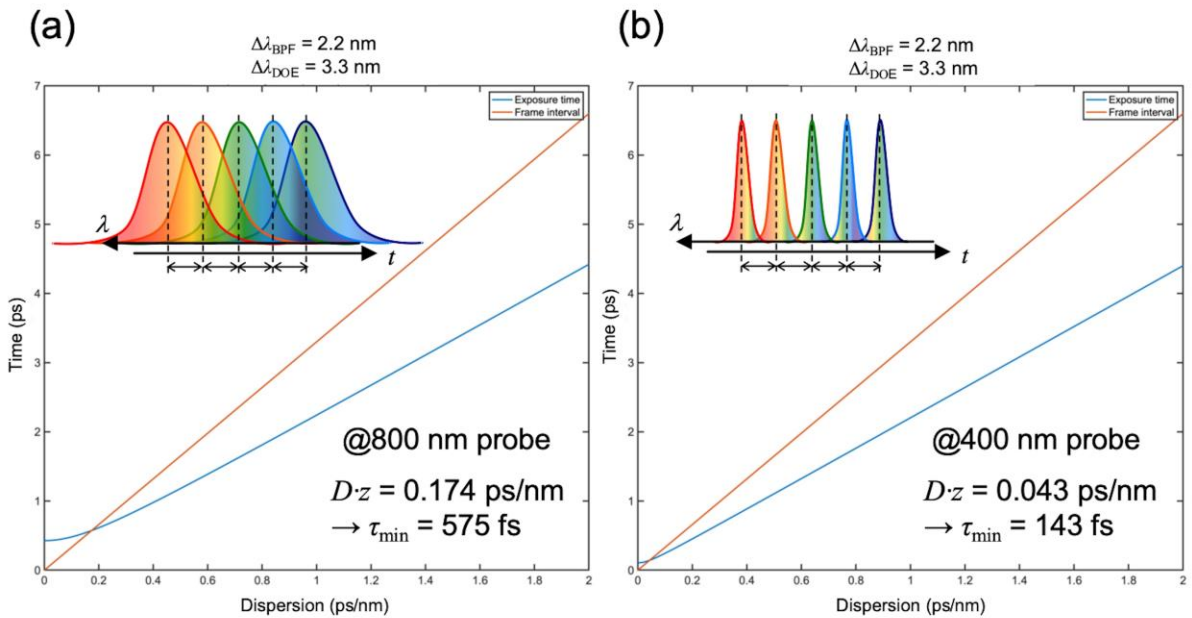 (a)
Δλ_BPF = 2.2 nm
Δλ_DOE = 3.3 nm
7
6
5
4
3
2
1
0
Time (ps)
Exposure time
Frame interval
λ
t
@800 nm probe
D·z = 0.174 ps/nm
→ τ_min = 575 fs
0
0.2
0.4
0.6
0.8
1
1.2
1.4
1.6
1.8
2
Dispersion (ps/nm)
(b)
Δλ_BPF = 2.2 nm
Δλ_DOE = 3.3 nm
7
6
5
4
3
2
1
0
Time (ps)
Exposure time
Frame interval
λ
t
@400 nm probe
D·z = 0.043 ps/nm
→ τ_min = 143 fs
0
0.2
0.4
0.6
0.8
1
1.2
1.4
1.6
1.8
2
Dispersion (ps/nm)